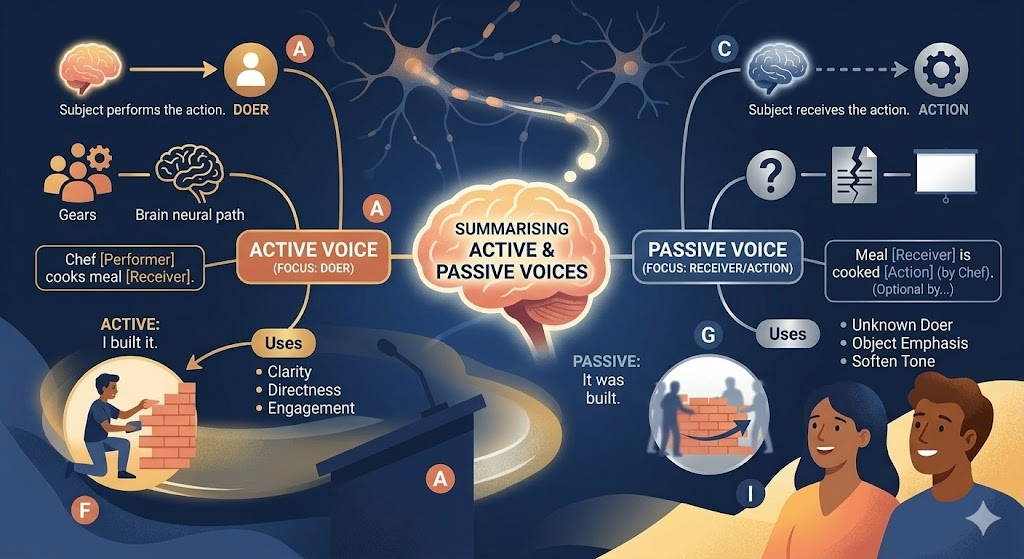 A
Subject performs the action. DOER
Gears
Brain neural path
A
ACTIVE VOICE
(FOCUS: DOER)
Chef [Performer]
cooks meal [Receiver].
ACTIVE:
I built it.
Uses
• Clarity
• Directness
• Engagement
F
A
SUMMARISING
ACTIVE &
PASSIVE VOICES
C
Subject receives the action. ACTION
?
PASSIVE VOICE
(FOCUS: RECEIVER/ACTION)
Meal [Receiver] is
cooked [Action] (by Chef).
(Optional by...)
G
Uses
• Unknown Doer
• Object Emphasis
• Soften Tone
PASSIVE:
It was
built.
I